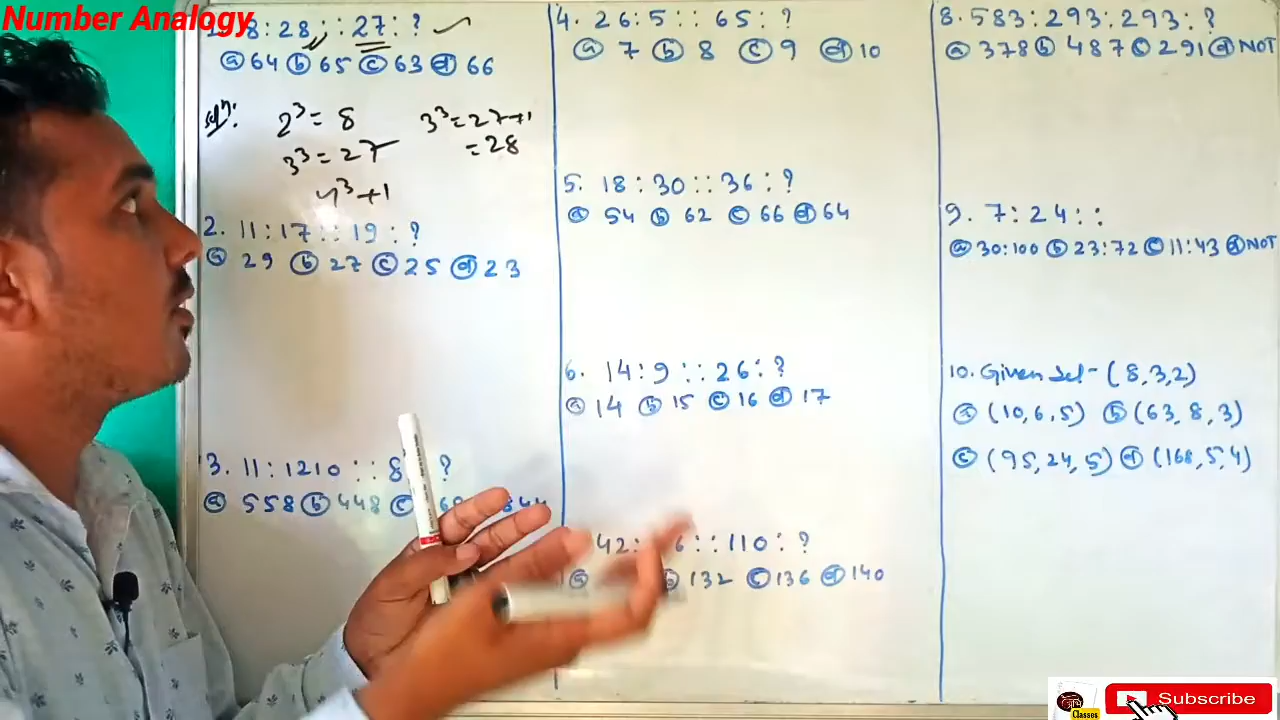 Number Analogy
8 : 28 :: 27 : ?
ⓐ 64 ⓑ 65 ⓒ 63 ⓓ 66
Solⁿ:
2³ = 8
3³ = 27
4³ + 1
3³ = 27+1
= 28
2. 11 : 17 :: 19 : ?
ⓐ 29 ⓑ 27 ⓒ 25 ⓓ 23
3. 11 : 1210 :: 8 ?
ⓐ 558 ⓑ 448 ⓒ
4. 26 : 5 :: 65 : ?
ⓐ 7 ⓑ 8 ⓒ 9 ⓓ 10
5. 18 : 30 :: 36 : ?
ⓐ 54 ⓑ 62 ⓒ 66 ⓓ 64
6. 14 : 9 :: 26 : ?
ⓐ 14 ⓑ 15 ⓒ 16 ⓓ 17
42 : 6 :: 110 : ?
ⓐ ⓑ 132 ⓒ 136 ⓓ 140
8. 583 : 293 : 293 : ?
ⓐ 378 ⓑ 487 ⓒ 291 ⓓ NOT
9. 7 : 24 : :
ⓐ 30:100 ⓑ 23:72 ⓒ 11:43 ⓓ NOT
10. Given Set - (8,3,2)
ⓐ (10,6,5) ⓑ (63,8,3)
ⓒ (95,24,5) ⓓ (168,5,4)
Classes
Subscribe